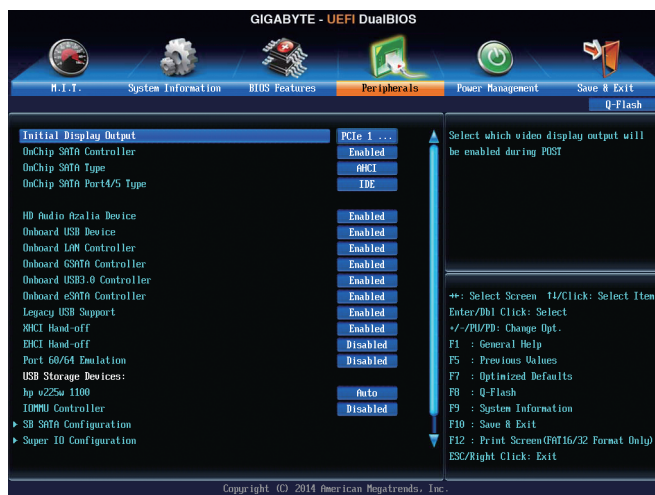 GIGABYTE - UEFI DualBIOS
M.I.T. System Information BIOS Features Peripherals Power Management Save & Exit
Q-Flash
Initial Display Output PCIe 1 ...
OnChip SATA Controller Enabled
OnChip SATA Type AHCI
OnChip SATA Port4/5 Type IDE
HD Audio Azalia Device Enabled
Onboard USB Device Enabled
Onboard LAN Controller Enabled
Onboard GSATA Controller Enabled
Onboard USB3.0 Controller Enabled
Onboard eSATA Controller Enabled
Legacy USB Support Enabled
XHCI Hand-off Enabled
EHCI Hand-off Disabled
Port 60/64 Emulation Disabled
USB Storage Devices:
hp v225w 1100 Auto
IOMMU Controller Disabled
SB SATA Configuration
Super IO Configuration
Select which video display output will
be enabled during POST
↔: Select Screen ↑↓/Click: Select Item
Enter/Dbl Click: Select
+/-/PU/PD: Change Opt.
F1 : General Help
F5 : Previous Values
F7 : Optimized Defaults
F8 : Q-Flash
F9 : System Information
F10 : Save & Exit
F12 : Print Screen(FAT16/32 Format Only)
ESC/Right Click: Exit
Copyright (C) 2014 American Megatrends, Inc.